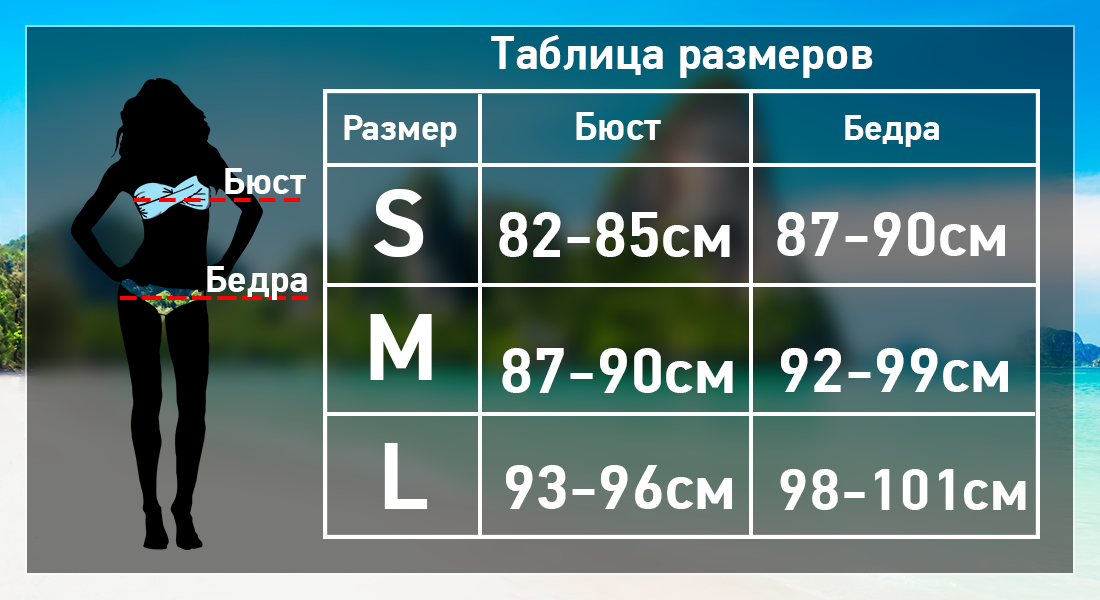 Таблица размеров
Размер Бюст Бедра
S 82-85см 87-90см
M 87-90см 92-99см
L 93-96см 98-101см
Бюст
Бедра